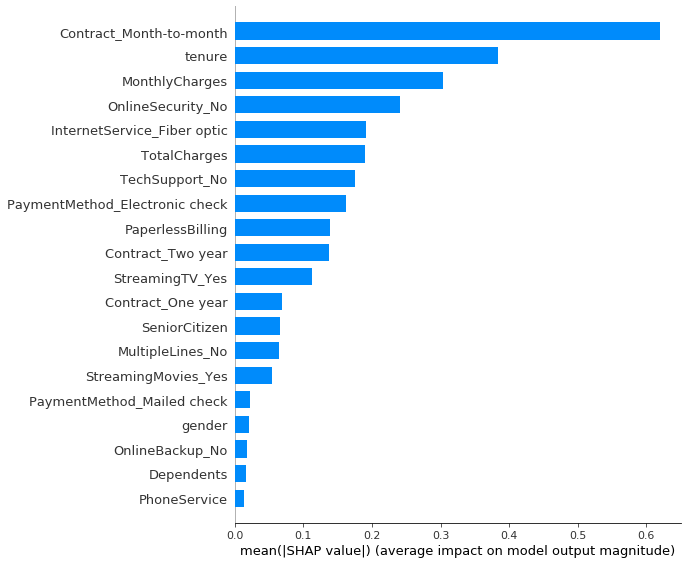 Contract_Month-to-month
tenure
MonthlyCharges
OnlineSecurity_No
InternetService_Fiber optic
TotalCharges
TechSupport_No
PaymentMethod_Electronic check
PaperlessBilling
Contract_Two year
StreamingTV_Yes
Contract_One year
SeniorCitizen
MultipleLines_No
StreamingMovies_Yes
PaymentMethod_Mailed check
gender
OnlineBackup_No
Dependents
PhoneService
0.0 0.1 0.2 0.3 0.4 0.5 0.6
mean(|SHAP value|) (average impact on model output magnitude)